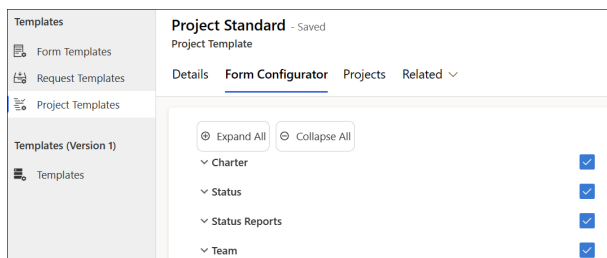 Templates
Form Templates
Request Templates
Project Templates
Templates (Version 1)
Templates
Project Standard - Saved
Project Template
Details Form Configurator Projects Related
Expand All Collapse All
Charter
Status
Status Reports
Team